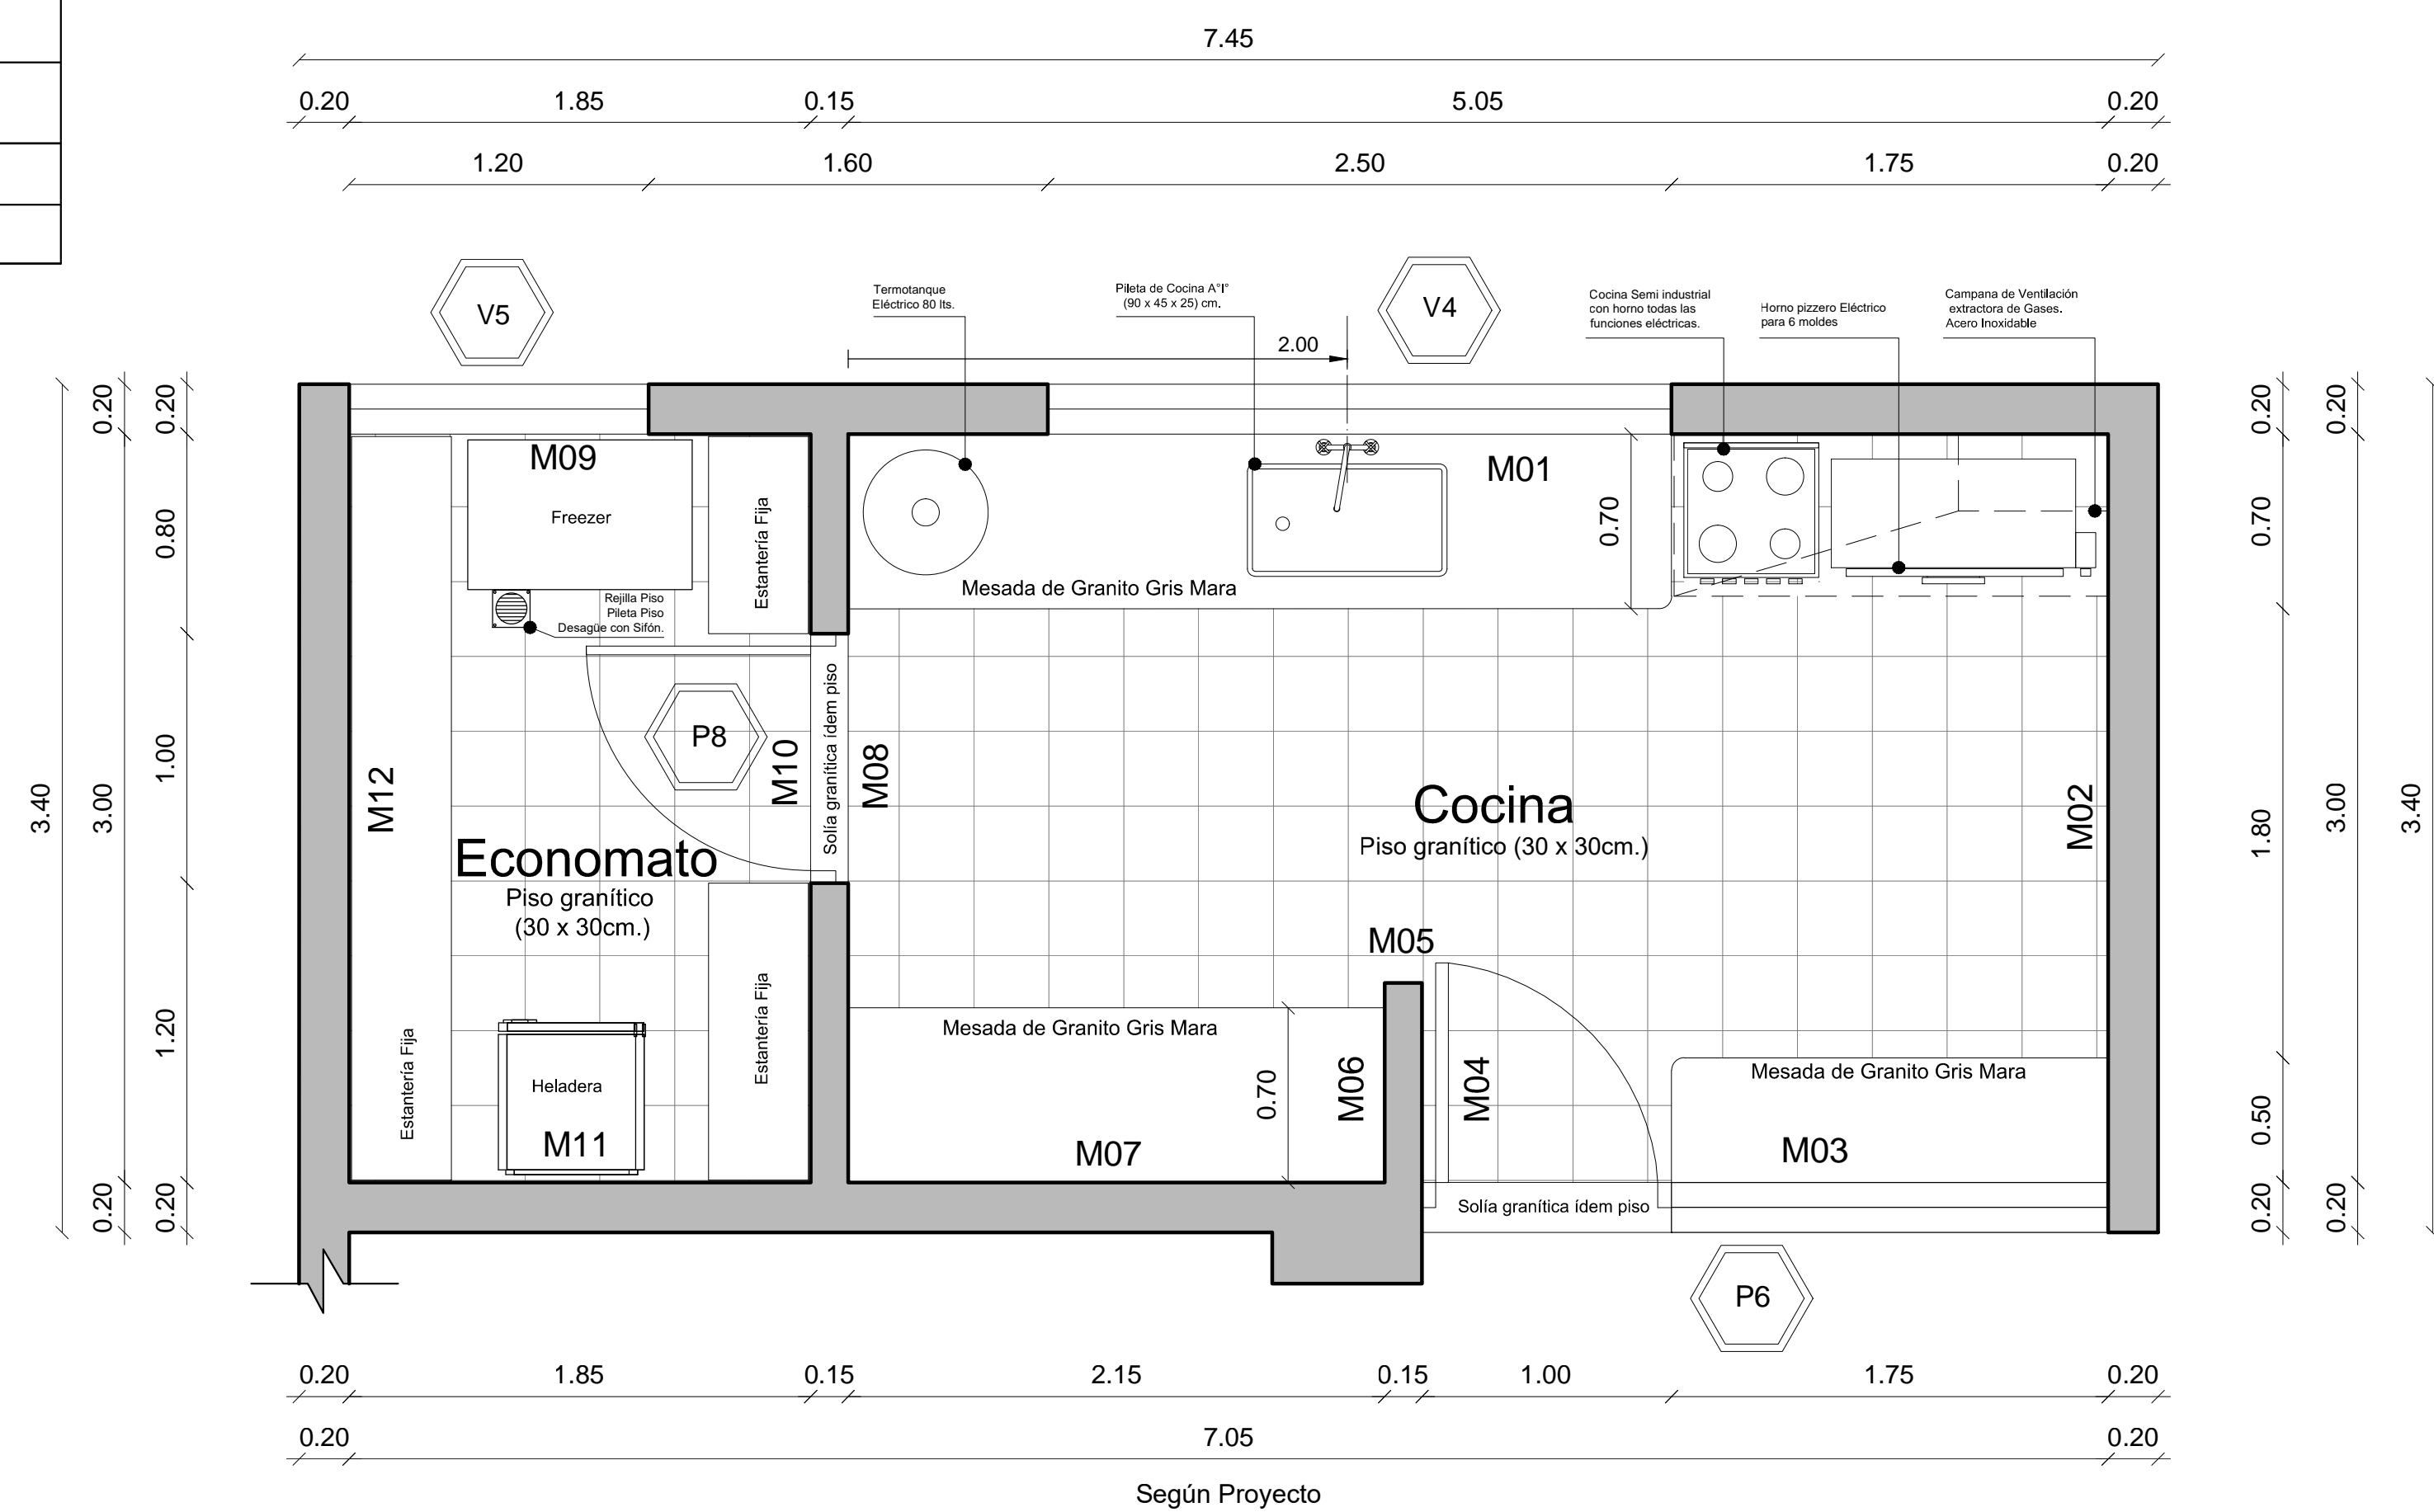 7.45
0.20 1.85 0.15 5.05 0.20
1.20 1.60 2.50 1.75 0.20
V5
Termotanque
Eléctrico 80 lts.
Pileta de Cocina A°I°
(90 x 45 x 25) cm.
V4
Cocina Semi industrial
con horno todas las
funciones eléctricas.
Horno pizzero Eléctrico
para 6 moldes
Campana de Ventilación
extractora de Gases.
Acero Inoxidable
2.00
3.40
0.20
3.00
0.20
0.20
0.80
1.00
1.20
0.20
M09
Freezer
Rejilla Piso
Pileta Piso
Desagüe con Sifón.
Estantería Fija
M12
P8
M10
Solía granítica ídem piso
M08
Economato
Piso granítico
(30 x 30cm.)
Estantería Fija
Heladera
M11
Estantería Fija
M01
0.70
Mesada de Granito Gris Mara
Cocina
Piso granítico (30 x 30cm.)
M02
M05
Mesada de Granito Gris Mara
0.70
M06
M04
M07
Mesada de Granito Gris Mara
M03
Solía granítica ídem piso
P6
0.20
0.70
1.80
0.50
0.20
0.20
3.00
0.20
3.40
0.20 1.85 0.15 2.15 0.15 1.00 1.75 0.20
0.20 7.05 0.20
Según Proyecto